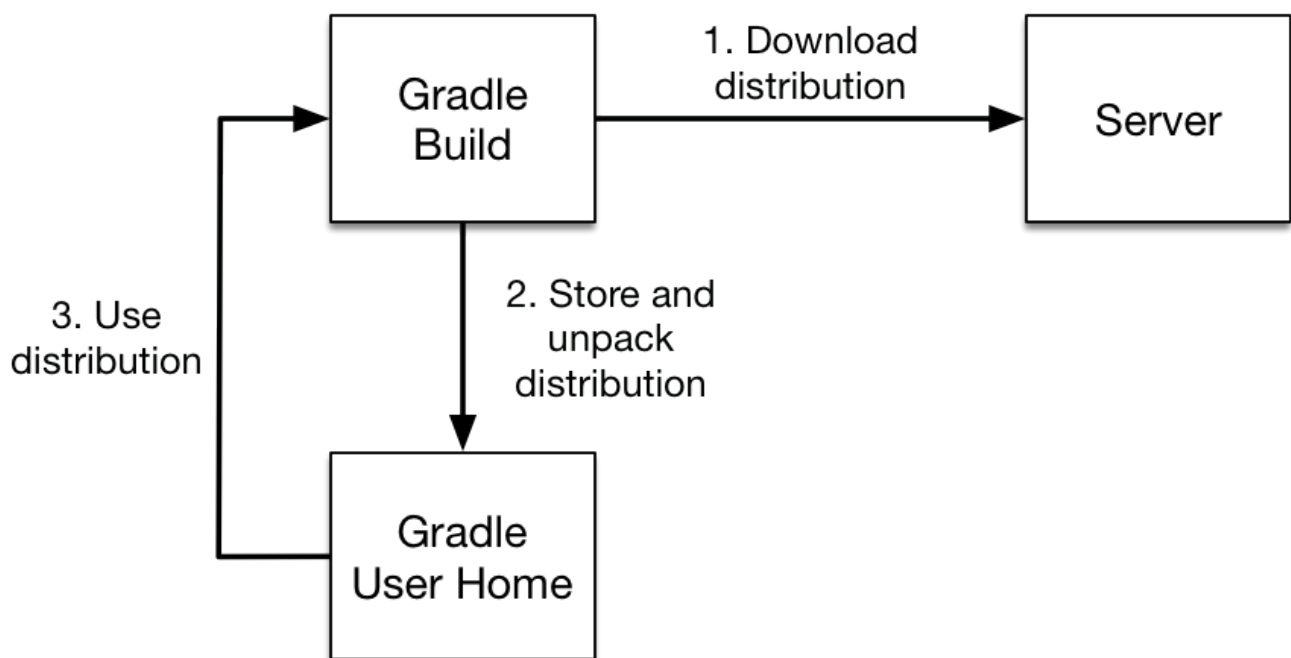 Gradle
Build
1. Download
distribution
Server
3. Use
distribution
2. Store and
unpack
distribution
Gradle
User Home